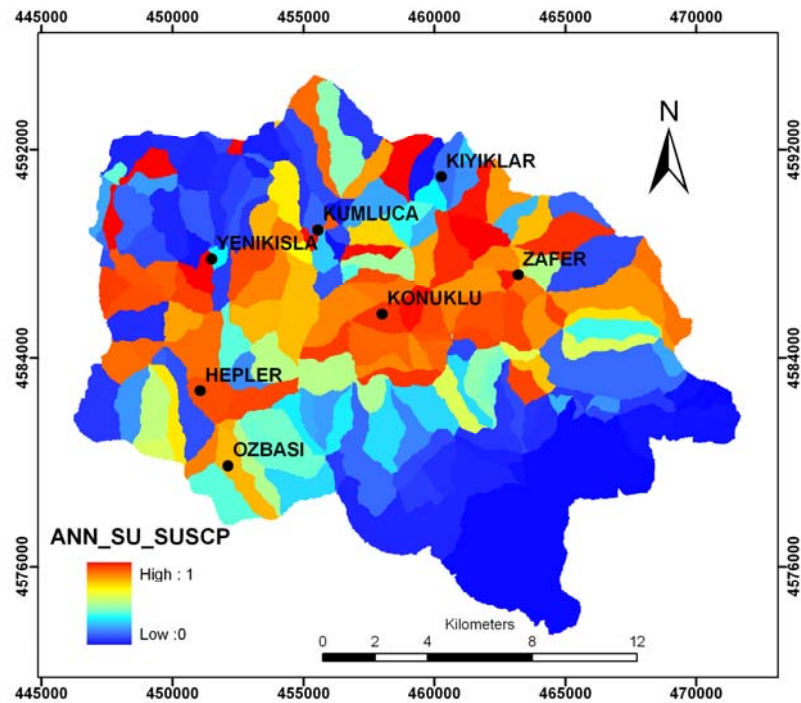 445000 450000 455000 460000 465000 470000
4592000 4592000
N
KIYIKLAR
KUMLUCA
YENIKISLA
ZAFER
KONUKLU
4584000 4584000
HEPLER
OZBASI
ANN_SU_SUSCP
High : 1
Low :0
4576000 4576000
Kilometers
0 2 4 8 12
445000 450000 455000 460000 465000 470000